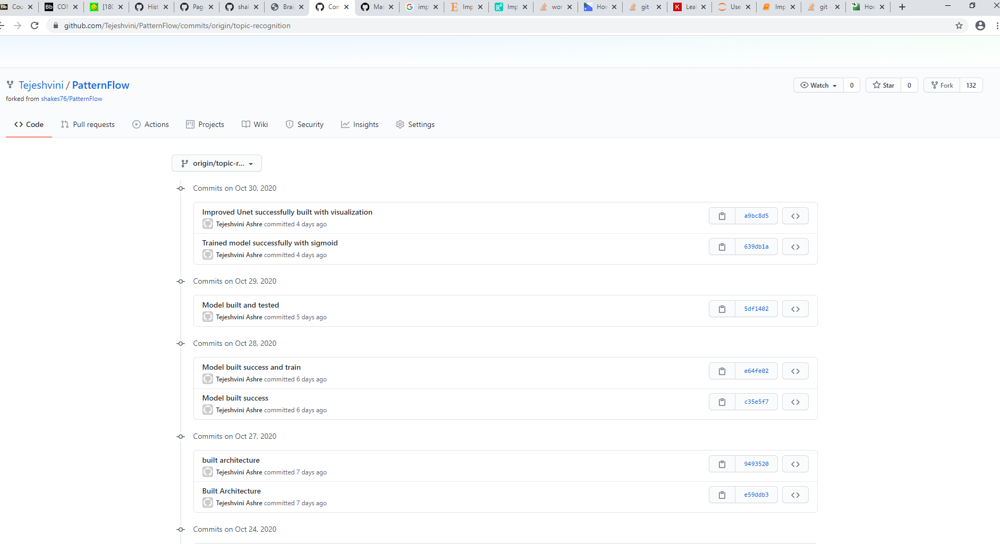 Cou
COM
[180
Hist
Pag
shal
Brai
Con
Mas
imp
Imp
Imp
wor
How
git -
Leal
Use
Imp
git -
How
github.com/Tejeshvini/PatternFlow/commits/origin/topic-recognition
Tejeshvini / PatternFlow
Watch 0 Star 0 Fork 132
forked from shakes76/PatternFlow
Code Pull requests Actions Projects Wiki Security Insights Settings
origin/topic-r...
Commits on Oct 30, 2020
Improved Unet successfully built with visualization
a9bc8d5
Tejeshvini Ashre committed 4 days ago
Trained model successfully with sigmoid
639db1a
Tejeshvini Ashre committed 4 days ago
Commits on Oct 29, 2020
Model built and tested
5df1402
Tejeshvini Ashre committed 5 days ago
Commits on Oct 28, 2020
Model built success and train
e64fe02
Tejeshvini Ashre committed 6 days ago
Model built success
c35e5f7
Tejeshvini Ashre committed 6 days ago
Commits on Oct 27, 2020
built architecture
9493520
Tejeshvini Ashre committed 7 days ago
Built Architecture
e59ddb3
Tejeshvini Ashre committed 7 days ago
Commits on Oct 24, 2020